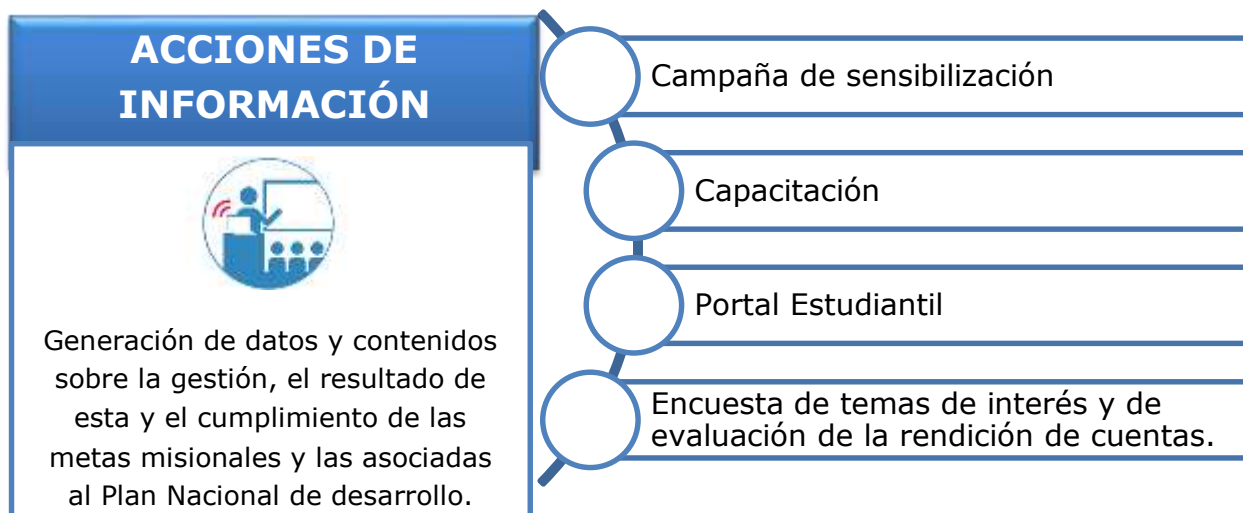 ACCIONES DE
INFORMACIÓN
Generación de datos y contenidos
sobre la gestión, el resultado de
esta y el cumplimiento de las
metas misionales y las asociadas
al Plan Nacional de desarrollo.
Campaña de sensibilización
Capacitación
Portal Estudiantil
Encuesta de temas de interés y de
evaluación de la rendición de cuentas.